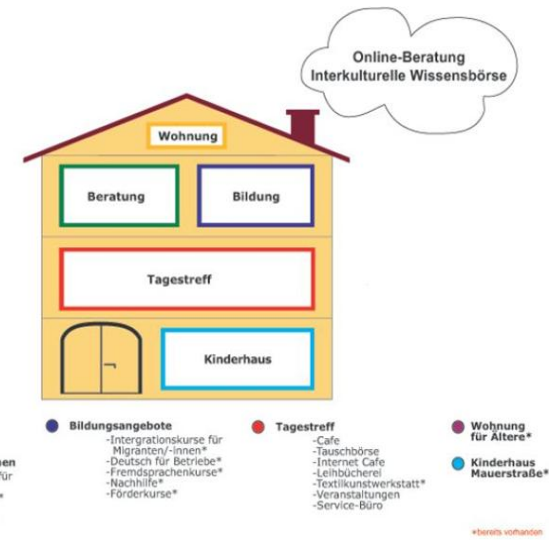 Online-Beratung
Interkulturelle Wissensbörse
Wohnung
Beratung
Bildung
Tagestreff
Kinderhaus
Bildungsangebote
-Intergrationskurse für
Migranten/-innen*
-Deutsch für Betriebe*
-Fremdsprachenkurse*
-Nachhilfe*
-Förderkurse*
Tagestreff
-Cafe
-Tauschbörse
-Internet Cafe
-Leihbücherei
-Textilkunstwerkstatt*
-Veranstaltungen
-Service-Büro
Wohnung
für Ältere*
Kinderhaus
Mauerstraße*
*bereits vorhanden